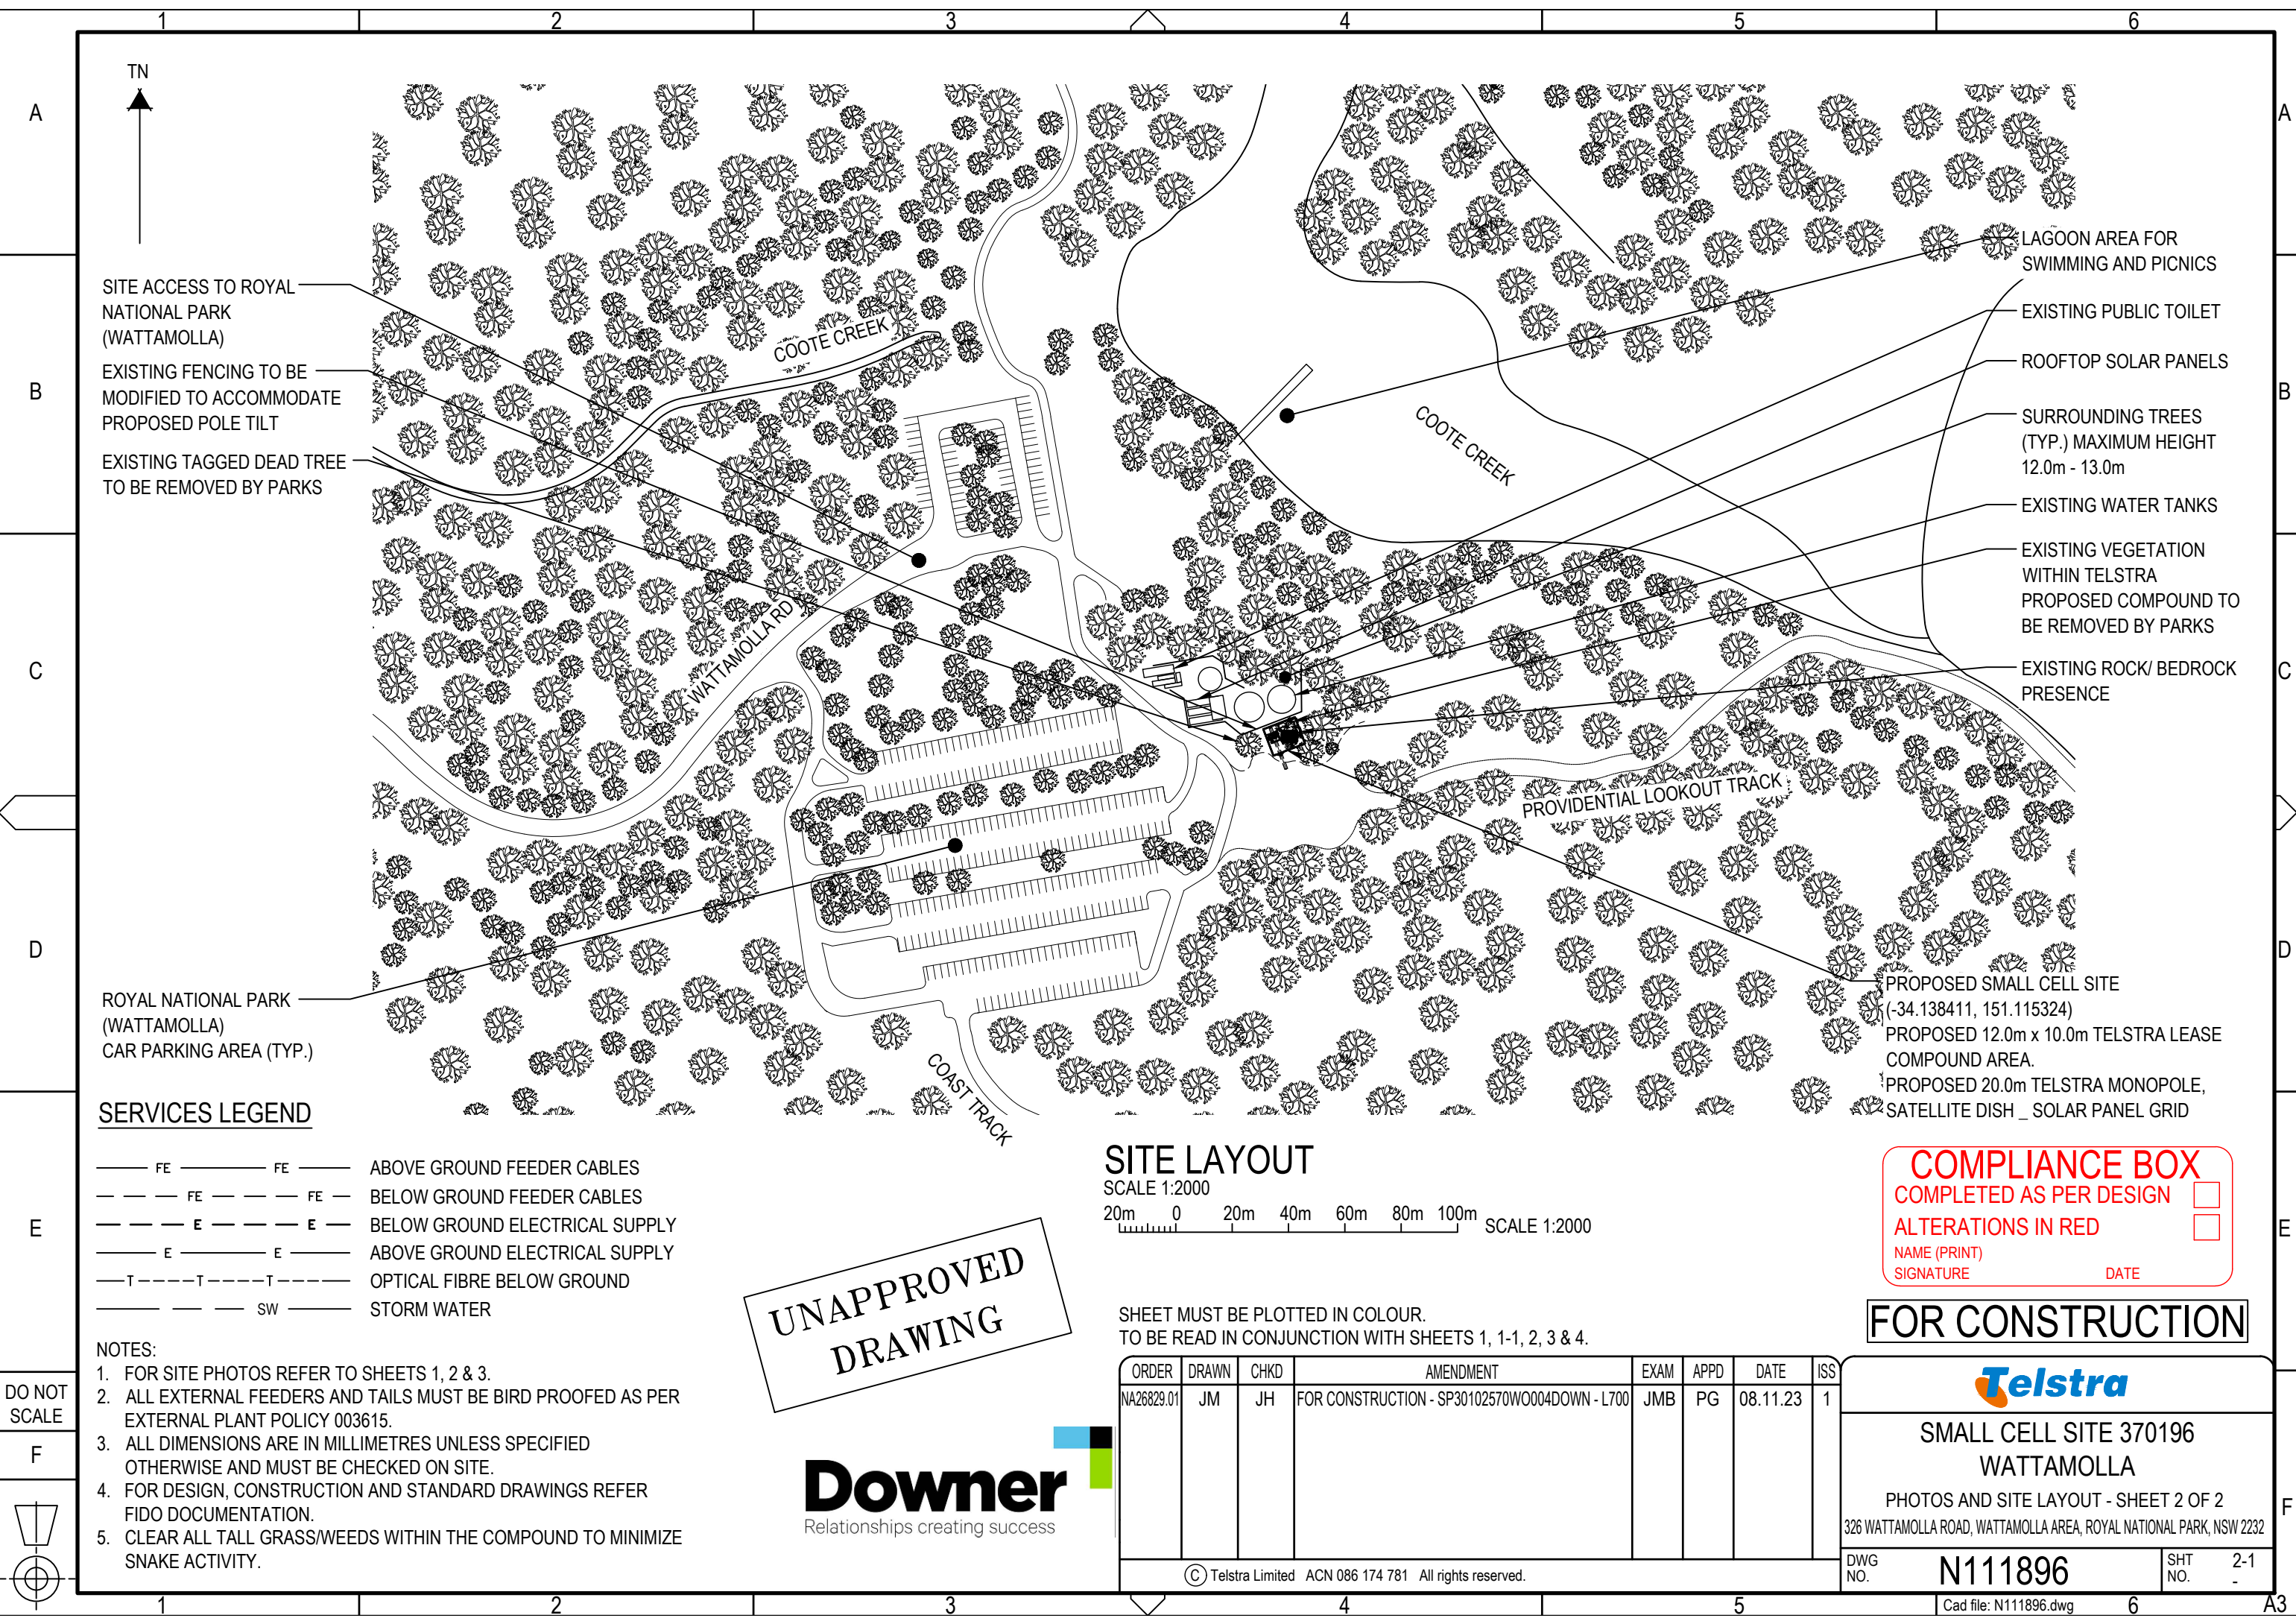 1 2 3 4 5 6
A A
B B
C C
D D
E E
F F
TN
SITE ACCESS TO ROYAL
NATIONAL PARK
(WATTAMOLLA)
EXISTING FENCING TO BE
MODIFIED TO ACCOMMODATE
PROPOSED POLE TILT
EXISTING TAGGED DEAD TREE
TO BE REMOVED BY PARKS
ROYAL NATIONAL PARK
(WATTAMOLLA)
CAR PARKING AREA (TYP.)
COOTE CREEK
WATTAMOLLA RD
COOTE CREEK
PROVIDENTIAL LOOKOUT TRACK
COAST TRACK
LAGOON AREA FOR
SWIMMING AND PICNICS
EXISTING PUBLIC TOILET
ROOFTOP SOLAR PANELS
SURROUNDING TREES
(TYP.) MAXIMUM HEIGHT
12.0m - 13.0m
EXISTING WATER TANKS
EXISTING VEGETATION
WITHIN TELSTRA
PROPOSED COMPOUND TO
BE REMOVED BY PARKS
EXISTING ROCK/ BEDROCK
PRESENCE
PROPOSED SMALL CELL SITE
(-34.138411, 151.115324)
PROPOSED 12.0m x 10.0m TELSTRA LEASE
COMPOUND AREA.
PROPOSED 20.0m TELSTRA MONOPOLE,
SATELLITE DISH _ SOLAR PANEL GRID
SERVICES LEGEND
FE FE ABOVE GROUND FEEDER CABLES
FE FE BELOW GROUND FEEDER CABLES
E E BELOW GROUND ELECTRICAL SUPPLY
E E ABOVE GROUND ELECTRICAL SUPPLY
T T T OPTICAL FIBRE BELOW GROUND
SW STORM WATER
NOTES:
1. FOR SITE PHOTOS REFER TO SHEETS 1, 2 & 3.
2. ALL EXTERNAL FEEDERS AND TAILS MUST BE BIRD PROOFED AS PER
EXTERNAL PLANT POLICY 003615.
3. ALL DIMENSIONS ARE IN MILLIMETRES UNLESS SPECIFIED
OTHERWISE AND MUST BE CHECKED ON SITE.
4. FOR DESIGN, CONSTRUCTION AND STANDARD DRAWINGS REFER
FIDO DOCUMENTATION.
5. CLEAR ALL TALL GRASS/WEEDS WITHIN THE COMPOUND TO MINIMIZE
SNAKE ACTIVITY.
DO NOT
SCALE
SITE LAYOUT
SCALE 1:2000
20m 0 20m 40m 60m 80m 100m SCALE 1:2000
UNAPPROVED
DRAWING
Downer
Relationships creating success
SHEET MUST BE PLOTTED IN COLOUR.
TO BE READ IN CONJUNCTION WITH SHEETS 1, 1-1, 2, 3 & 4.
ORDER DRAWN CHKD AMENDMENT EXAM APPD DATE ISS
NA26829.01 JM JH FOR CONSTRUCTION - SP30102570WO004DOWN - L700 JMB PG 08.11.23 1
C Telstra Limited ACN 086 174 781 All rights reserved.
COMPLIANCE BOX
COMPLETED AS PER DESIGN
ALTERATIONS IN RED
NAME (PRINT)
SIGNATURE DATE
FOR CONSTRUCTION
Telstra
SMALL CELL SITE 370196
WATTAMOLLA
PHOTOS AND SITE LAYOUT - SHEET 2 OF 2
326 WATTAMOLLA ROAD, WATTAMOLLA AREA, ROYAL NATIONAL PARK, NSW 2232
DWG NO. N111896 SHT NO. 2-1
-
1 2 3 4 5 Cad file: N111896.dwg 6 A3